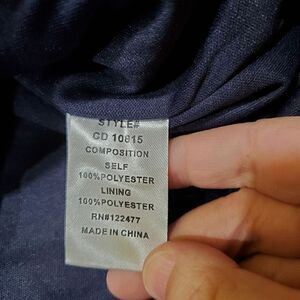 STYLE#
CD 10815
COMPOSITION
SELF
100%POLYESTER
LINING
100%POLYESTER
RN#122477
MADE IN CHINA